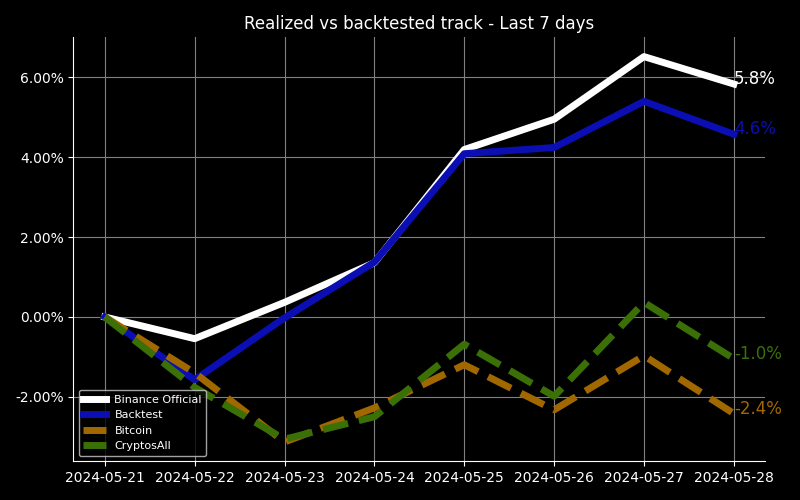 Realized vs backtested track - Last 7 days
6.00%
4.00%
2.00%
0.00%
-2.00%
5.8%
4.6%
-1.0%
-2.4%
Binance Official
Backtest
Bitcoin
CryptosAll
2024-05-21 2024-05-22 2024-05-23 2024-05-24 2024-05-25 2024-05-26 2024-05-27 2024-05-28